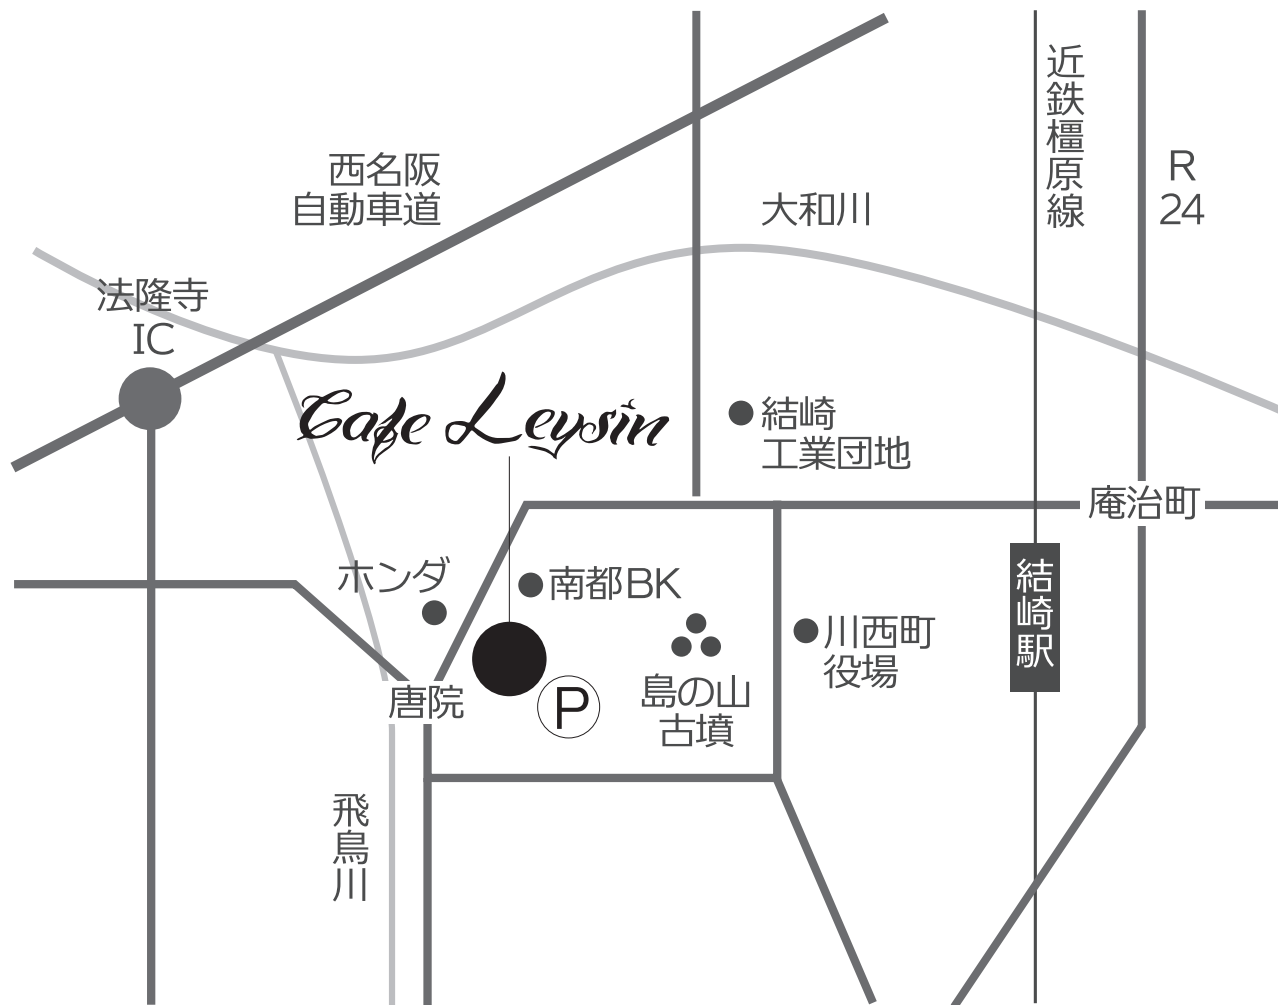 近鉄橿原線
R
24
西名阪
自動車道
大和川
法隆寺
IC
Cafe Leysin
結崎
工業団地
庵治町
ホンダ
南都BK
結崎駅
川西町
役場
島の山
古墳
唐院
P
飛鳥川